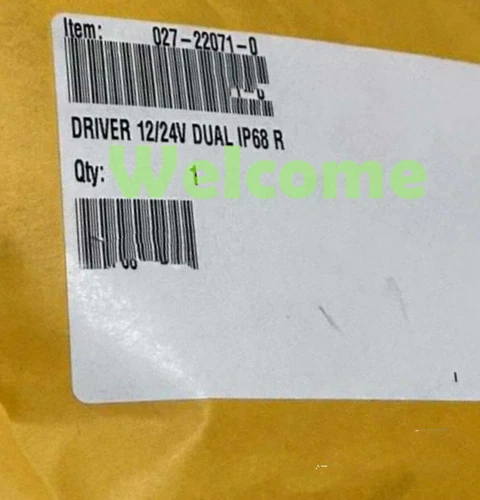 Item: 027-22071-0
DRIVER 12/24V DUAL IP68 R
Qty: 1
Welcome